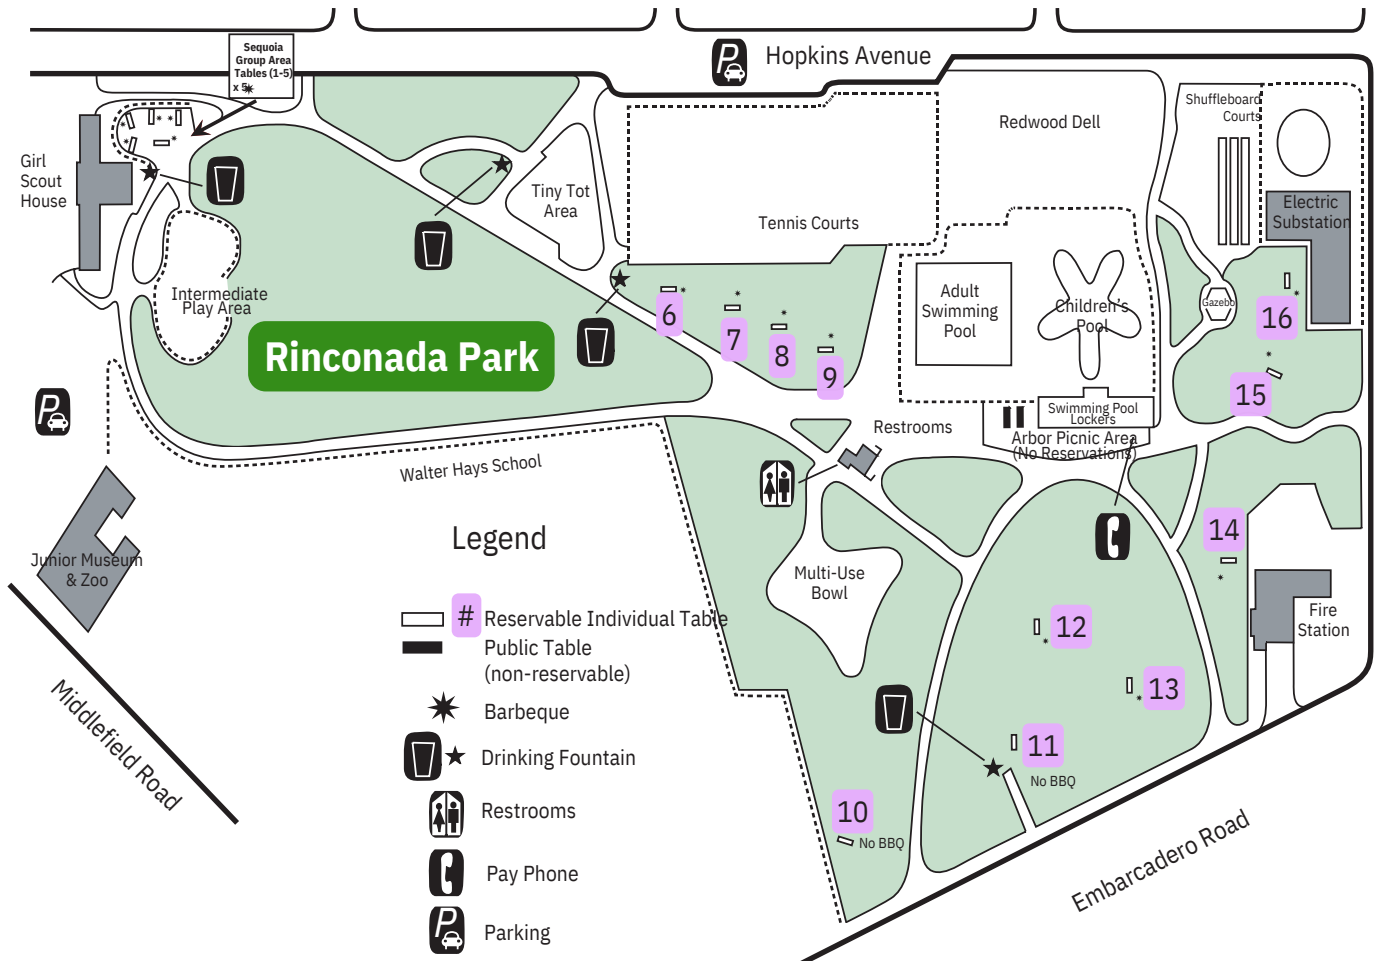 Hopkins Avenue
Sequoia
Group Area
Tables (1-5)
x 5
Girl
Scout
House
Tiny Tot
Area
Tennis Courts
Redwood Dell
Shuffleboard
Courts
Electric
Substation
Intermediate
Play Area
Rinconada Park
6
7
8
9
Adult
Swimming
Pool
Children's
Pool
Gazebo
16
15
Swimming Pool
Lockers
Arbor Picnic Area
(No Reservations)
Restrooms
P
Walter Hays School
Junior Museum
& Zoo
Multi-Use
Bowl
14
12
13
11
No BBQ
10
No BBQ
Fire
Station
Middlefield Road
Embarcadero Road
Legend
# Reservable Individual Table
Public Table
(non-reservable)
Barbeque
Drinking Fountain
Restrooms
Pay Phone
P Parking
P